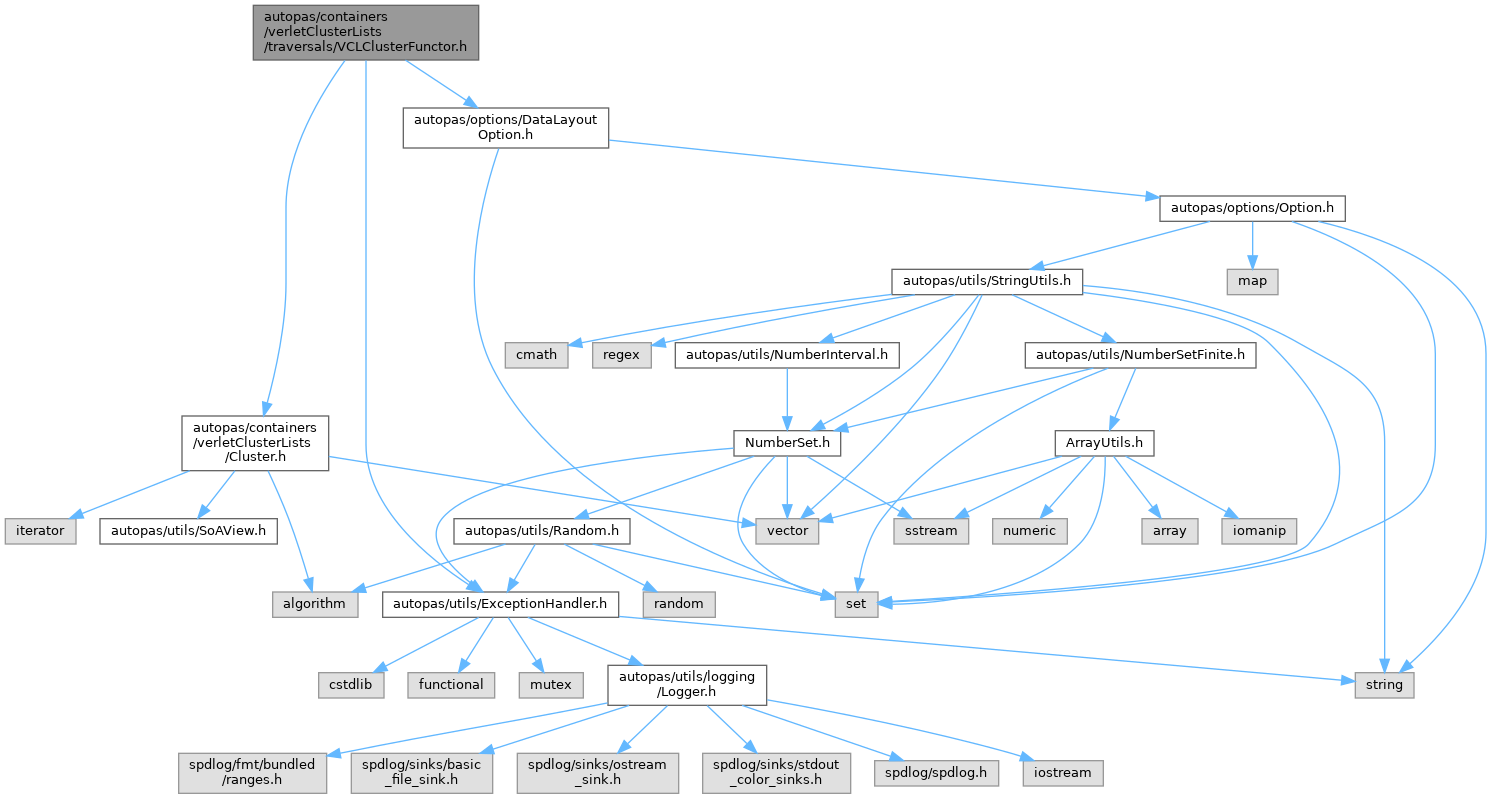 autopas/containers
/verletClusterLists
/traversals/VCLClusterFunctor.h
autopas/options/DataLayout
Option.h
autopas/options/Option.h
autopas/utils/StringUtils.h
map
cmath
regex
autopas/utils/NumberInterval.h
autopas/utils/NumberSetFinite.h
autopas/containers
/verletClusterLists
/Cluster.h
NumberSet.h
ArrayUtils.h
iterator
autopas/utils/SoAView.h
autopas/utils/Random.h
vector
sstream
numeric
array
iomanip
algorithm
autopas/utils/ExceptionHandler.h
random
set
cstdlib
functional
mutex
autopas/utils/logging
/Logger.h
string
spdlog/fmt/bundled
/ranges.h
spdlog/sinks/basic
_file_sink.h
spdlog/sinks/ostream
_sink.h
spdlog/sinks/stdout
_color_sinks.h
spdlog/spdlog.h
iostream